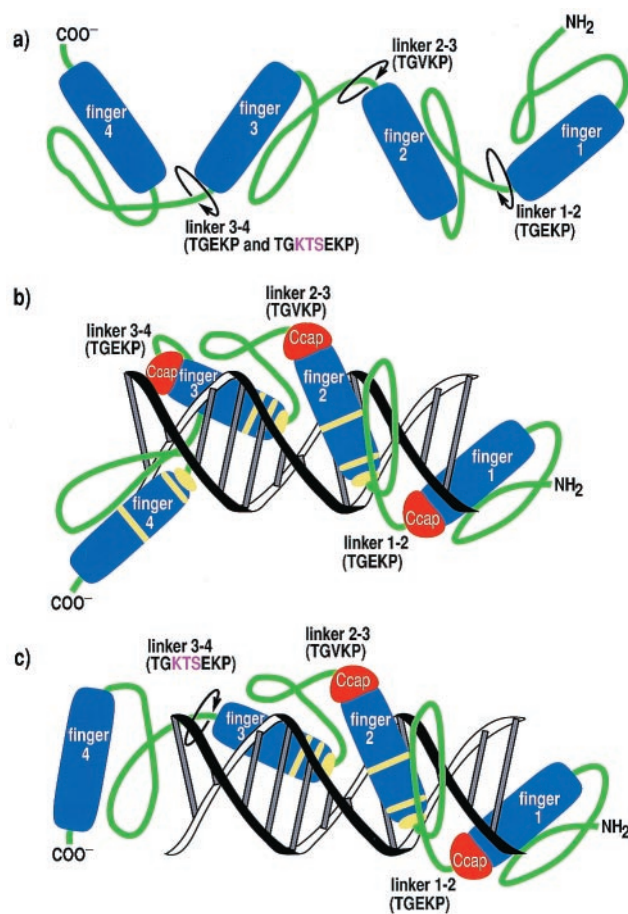 a)
COO⁻
linker 2-3
(TGVKP)
NH₂
finger
4
finger
3
finger
2
finger
1
linker 3-4
(TGEKP and TGKTSEKP)
linker 1-2
(TGEKP)
b)
linker 2-3
(TGVKP)
linker 3-4
(TGEKP)
Ccap
Ccap
finger
3
finger
2
finger
1
NH₂
Ccap
finger
4
linker 1-2
(TGEKP)
COO⁻
c)
linker 3-4
(TGKTSEKP)
linker 2-3
(TGVKP)
Ccap
finger
4
finger
3
finger
2
finger
1
NH₂
COO⁻
Ccap
linker 1-2
(TGEKP)